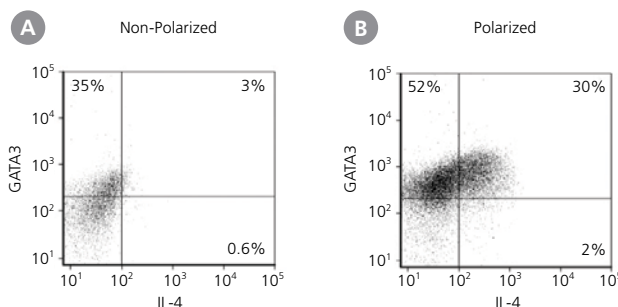 A
Non-Polarized
10⁵
10⁴
10³
10²
10¹
GATA3
35%
3%
0.6%
10¹ 10² 10³ 10⁴ 10⁵
IL-4
B
Polarized
10⁵
10⁴
10³
10²
10¹
GATA3
52%
30%
2%
10¹ 10² 10³ 10⁴ 10⁵
IL-4